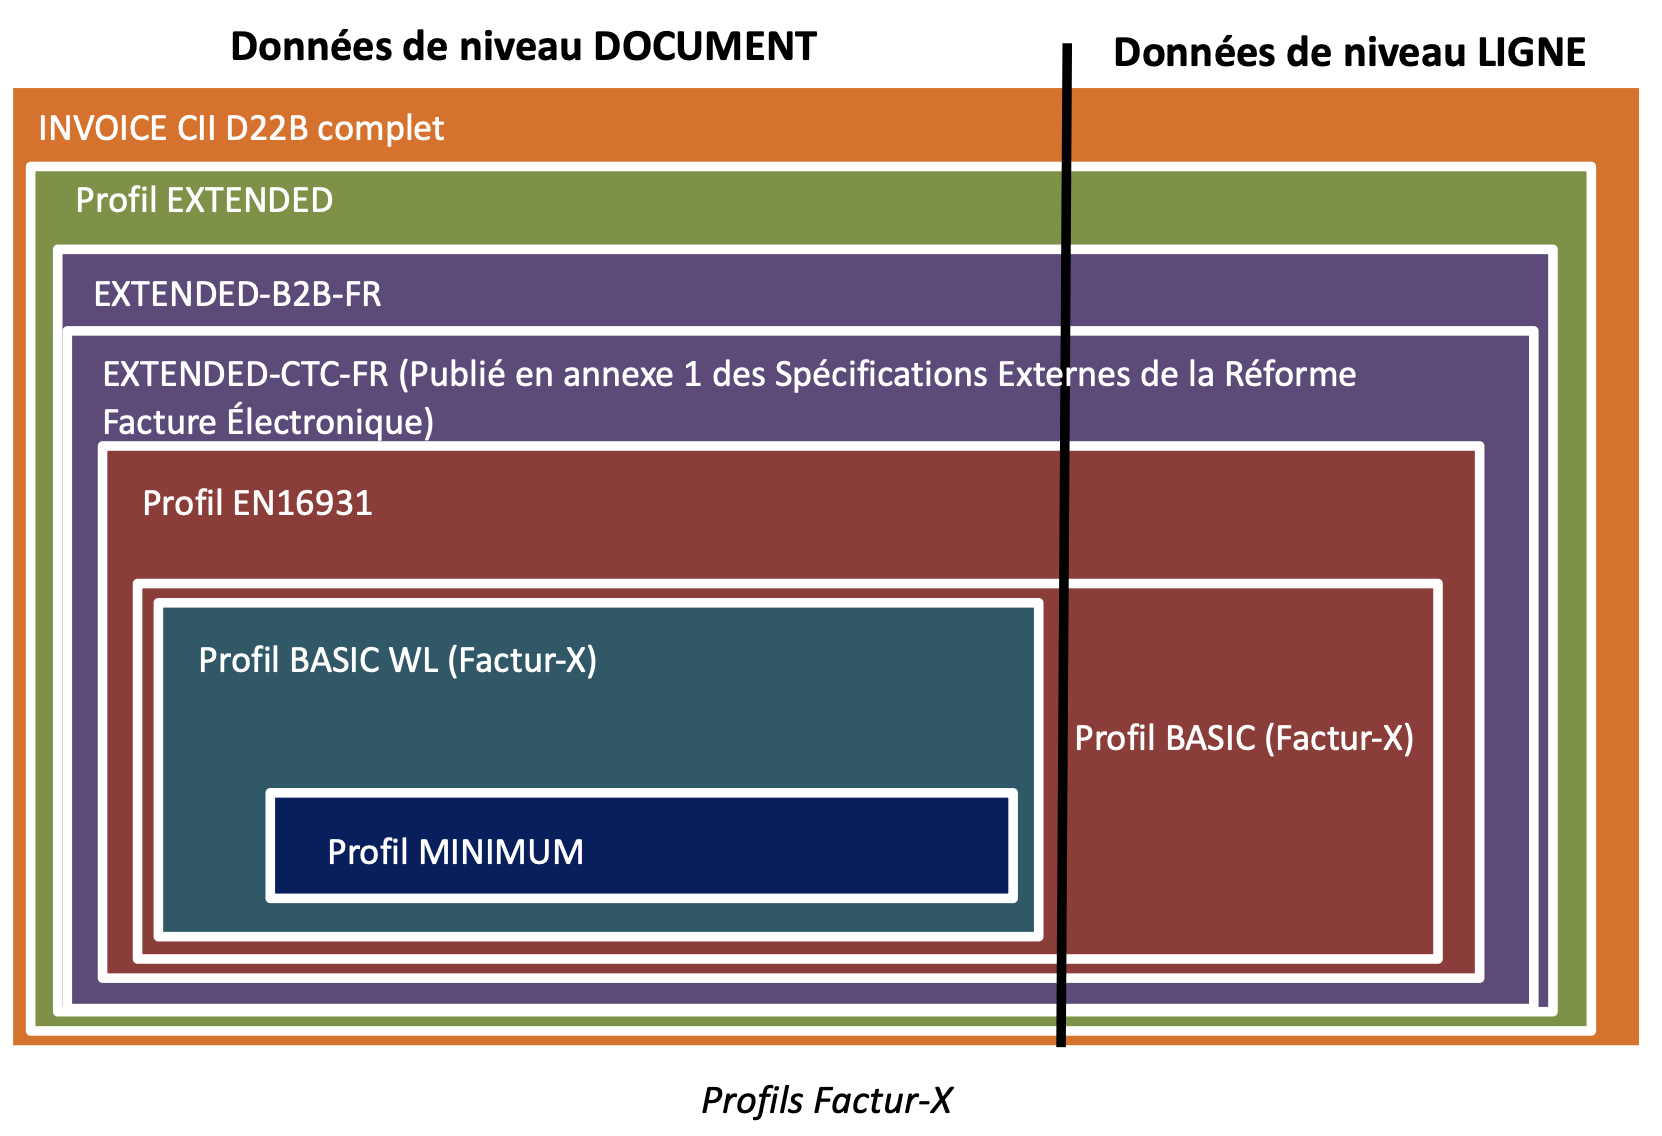 Données de niveau DOCUMENT
Données de niveau LIGNE
INVOICE CII D22B complet
Profil EXTENDED
EXTENDED-B2B-FR
EXTENDED-CTC-FR (Publié en annexe 1 des Spécifications Externes de la Réforme
Facture Électronique)
Profil EN16931
Profil BASIC WL (Factur-X)
Profil BASIC (Factur-X)
Profil MINIMUM
Profils Factur-X